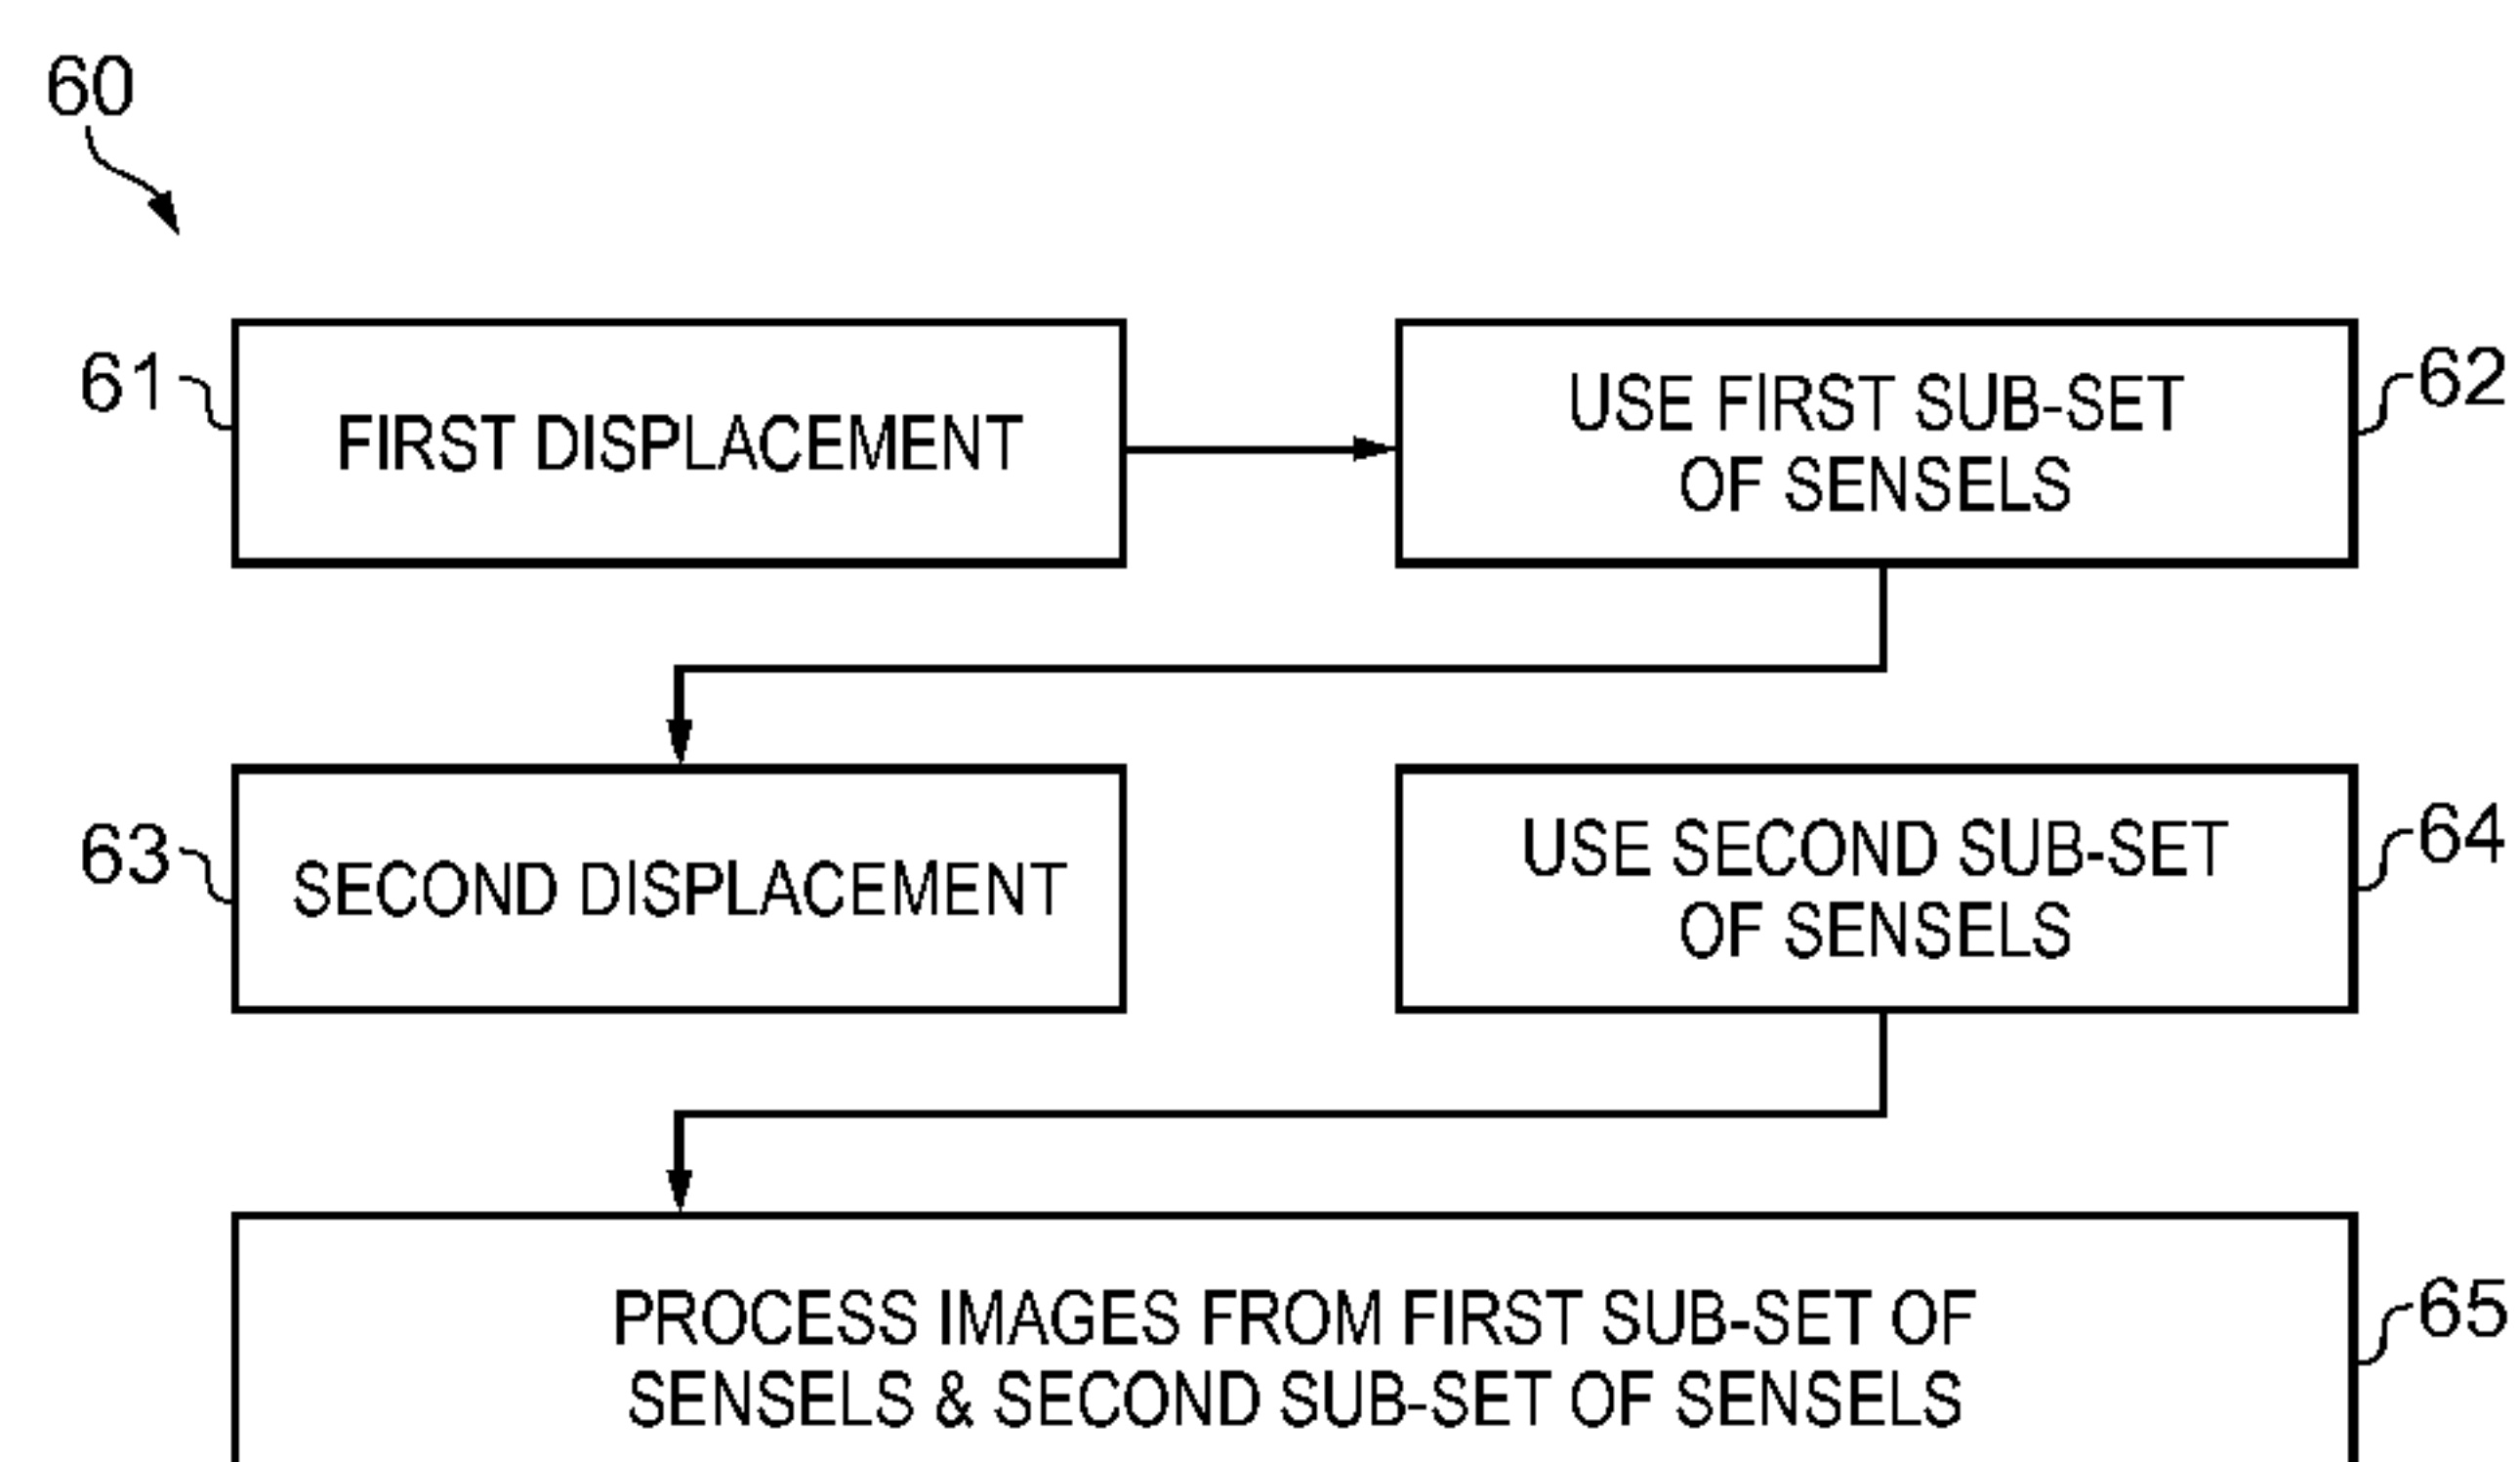 60
61
FIRST DISPLACEMENT
USE FIRST SUB-SET
OF SENSELS
62
63
SECOND DISPLACEMENT
USE SECOND SUB-SET
OF SENSELS
64
PROCESS IMAGES FROM FIRST SUB-SET OF
SENSELS & SECOND SUB-SET OF SENSELS
65